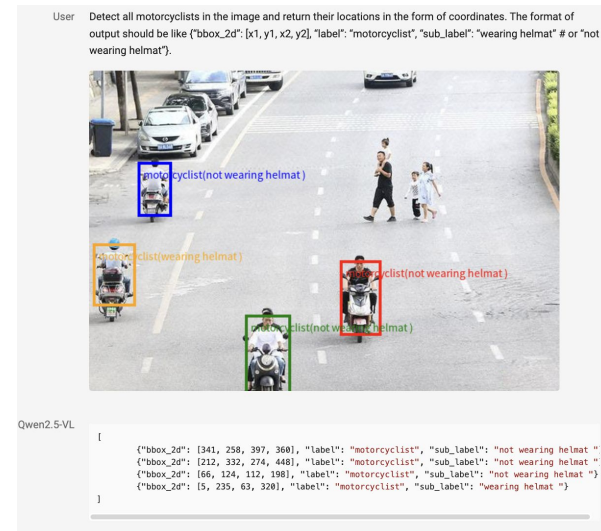 User
Detect all motorcyclists in the image and return their locations in the form of coordinates. The format of
output should be like {“bbox_2d”: [x1, y1, x2, y2], “label”: “motorcyclist”, “sub_label”: “wearing helmat” # or “not
wearing helmat”}.
motorcyclist(not wearing helmat )
motorcyclist(wearing helmat )
motorcyclist(not wearing helmat )
motorcyclist(not wearing helmat )
Qwen2.5-VL
[
{"bbox_2d": [341, 258, 397, 360], "label": "motorcyclist", "sub_label": "not wearing helmat "
{"bbox_2d": [212, 332, 274, 448], "label": "motorcyclist", "sub_label": "not wearing helmat "
{"bbox_2d": [66, 124, 112, 198], "label": "motorcyclist", "sub_label": "not wearing helmat "}
{"bbox_2d": [5, 235, 63, 320], "label": "motorcyclist", "sub_label": "wearing helmat "}
]